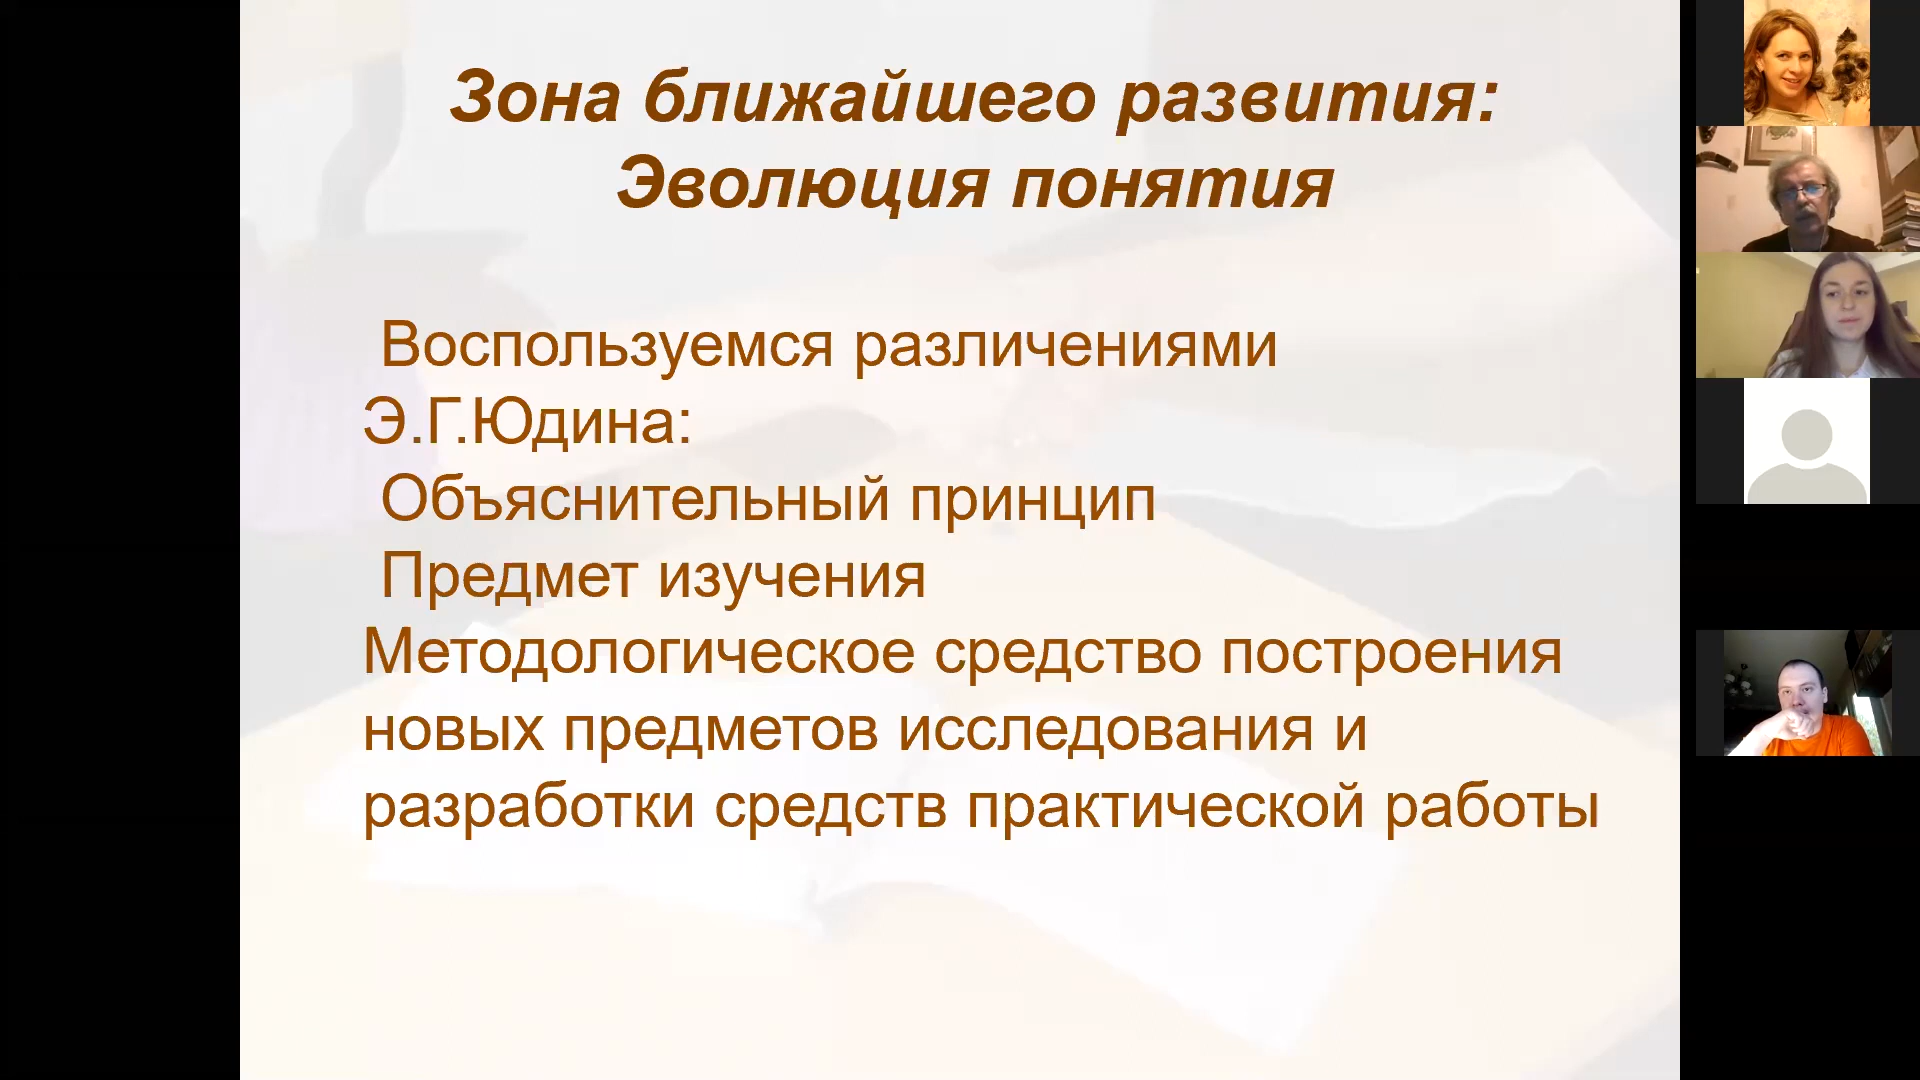 Зона ближайшего развития:
Эволюция понятия
Воспользуемся различениями
Э.Г.Юдина:
Объяснительный принцип
Предмет изучения
Методологическое средство построения
новых предметов исследования и
разработки средств практической работы